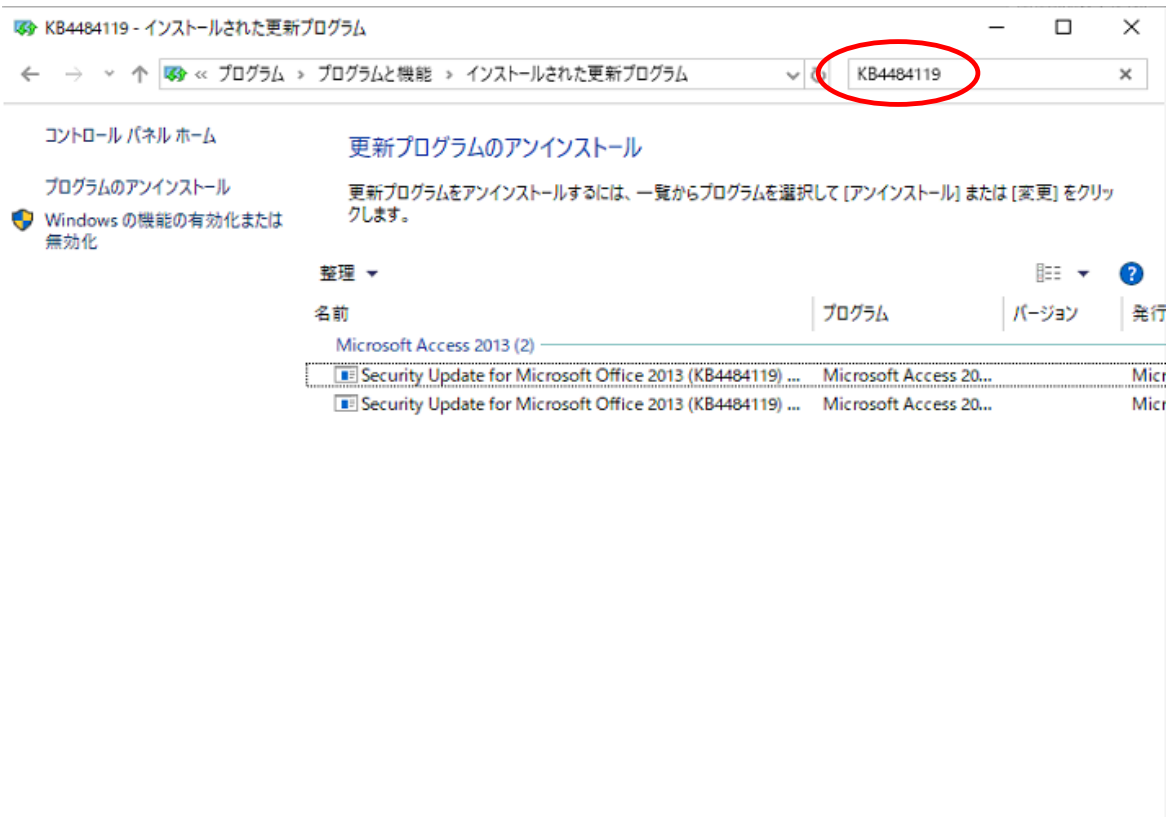 KB4484119 - インストールされた更新プログラム
« プログラム › プログラムと機能 › インストールされた更新プログラム
KB4484119
コントロール パネル ホーム
プログラムのアンインストール
Windows の機能の有効化または
無効化
更新プログラムのアンインストール
更新プログラムをアンインストールするには、一覧からプログラムを選択して [アンインストール] または [変更] をクリッ
クします。
整理
名前 プログラム バージョン 発行
Microsoft Access 2013 (2)
Security Update for Microsoft Office 2013 (KB4484119) ... Microsoft Access 20... Micr
Security Update for Microsoft Office 2013 (KB4484119) ... Microsoft Access 20... Micr